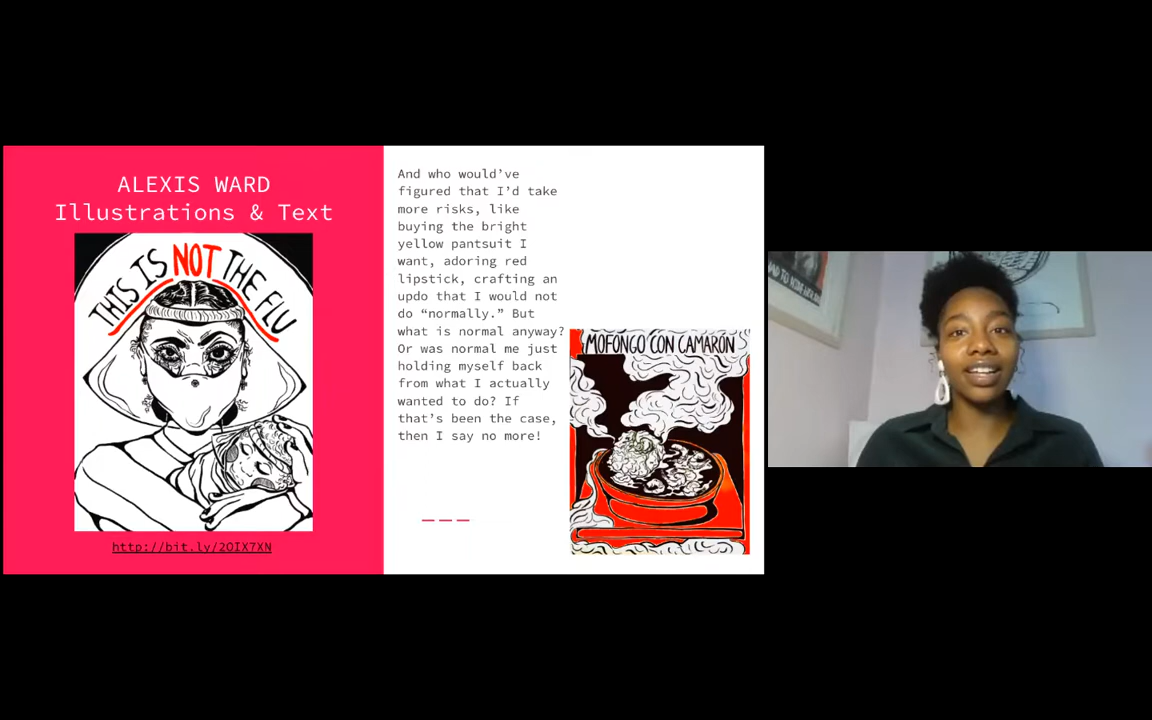 ALEXIS WARD
Illustrations & Text
THIS IS NOT THE FLU
http://bit.ly/2OIX7XN
And who would’ve
figured that I’d take
more risks, like
buying the bright
yellow pantsuit I
want, adoring red
lipstick, crafting an
updo that I would not
do “normally.” But
what is normal anyway?
Or was normal me just
holding myself back
from what I actually
wanted to do? If
that’s been the case,
then I say no more!
MOFONGO CON CAMARÓN